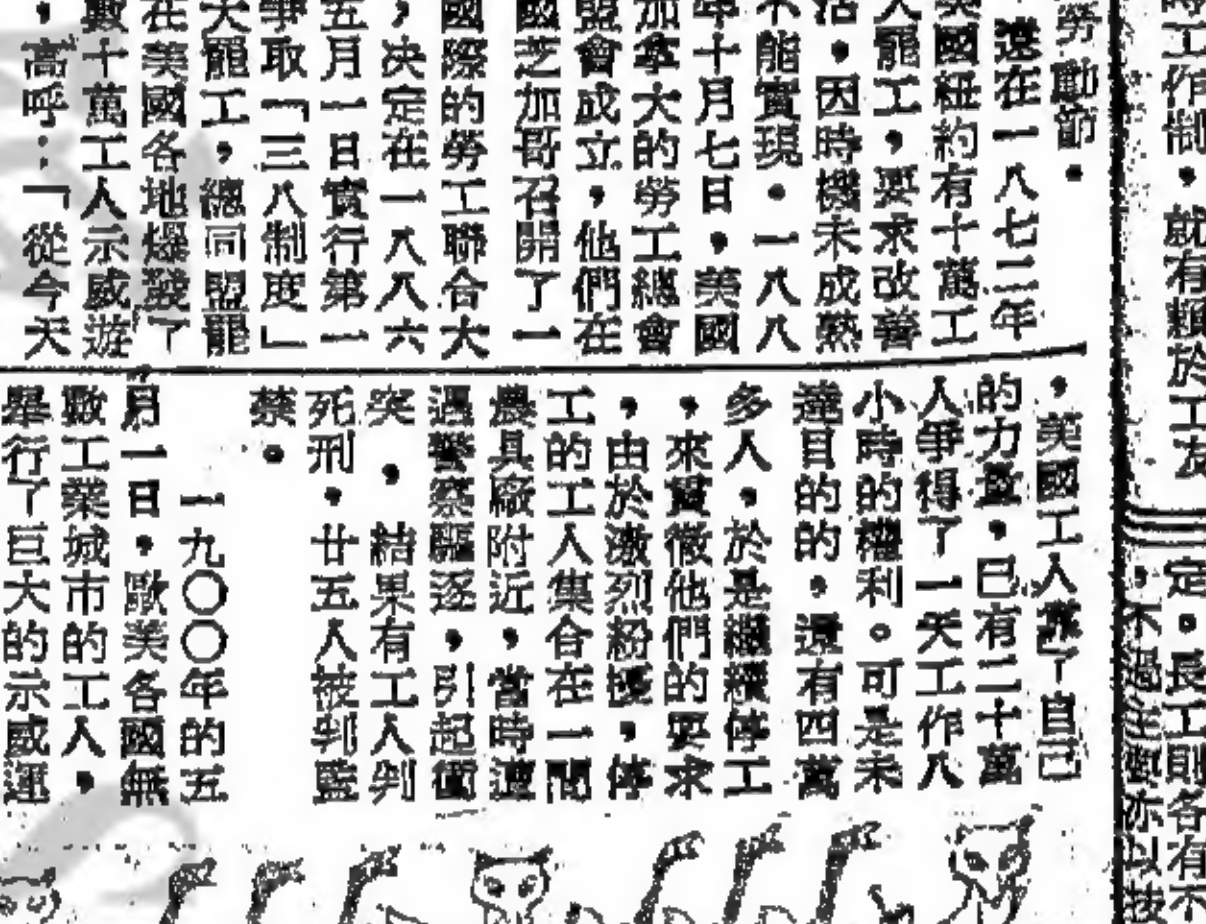 時工作制，就有賴於工友
定。長工則各有不
，不過在類亦以技
勞動節。
遠在一八七二年
美國紐約有十萬工
人罷工，要求改善
活，因時機未成熟
不能實現。一八八
年十月七日，美國
加拿大的勞工總會
盟會成立，他們在
國芝加哥召開了一
國際的勞工聯合大
，決定在一八八六
五月一日實行第一
爭取「三八制度」
大罷工，總同盟罷
在美國各地爆發了
數十萬工人示威遊
，高呼：「從今天
，美國工人靠了自己
的力量，已有二十萬
人爭得了一天工作八
小時的權利。可是未
達目的的，還有四萬
多人，於是繼續停工
，來貫徹他們的要求
，由於激烈紛擾，停
工的工人集合在一間
農具廠附近，當時遭
遇警察驅逐，引起衝
突，結果有工人判
死刑，廿五人被判監
禁。
一九〇〇年的五
月一日，歐美各國無
數工業城市的工人，
舉行了巨大的示威運